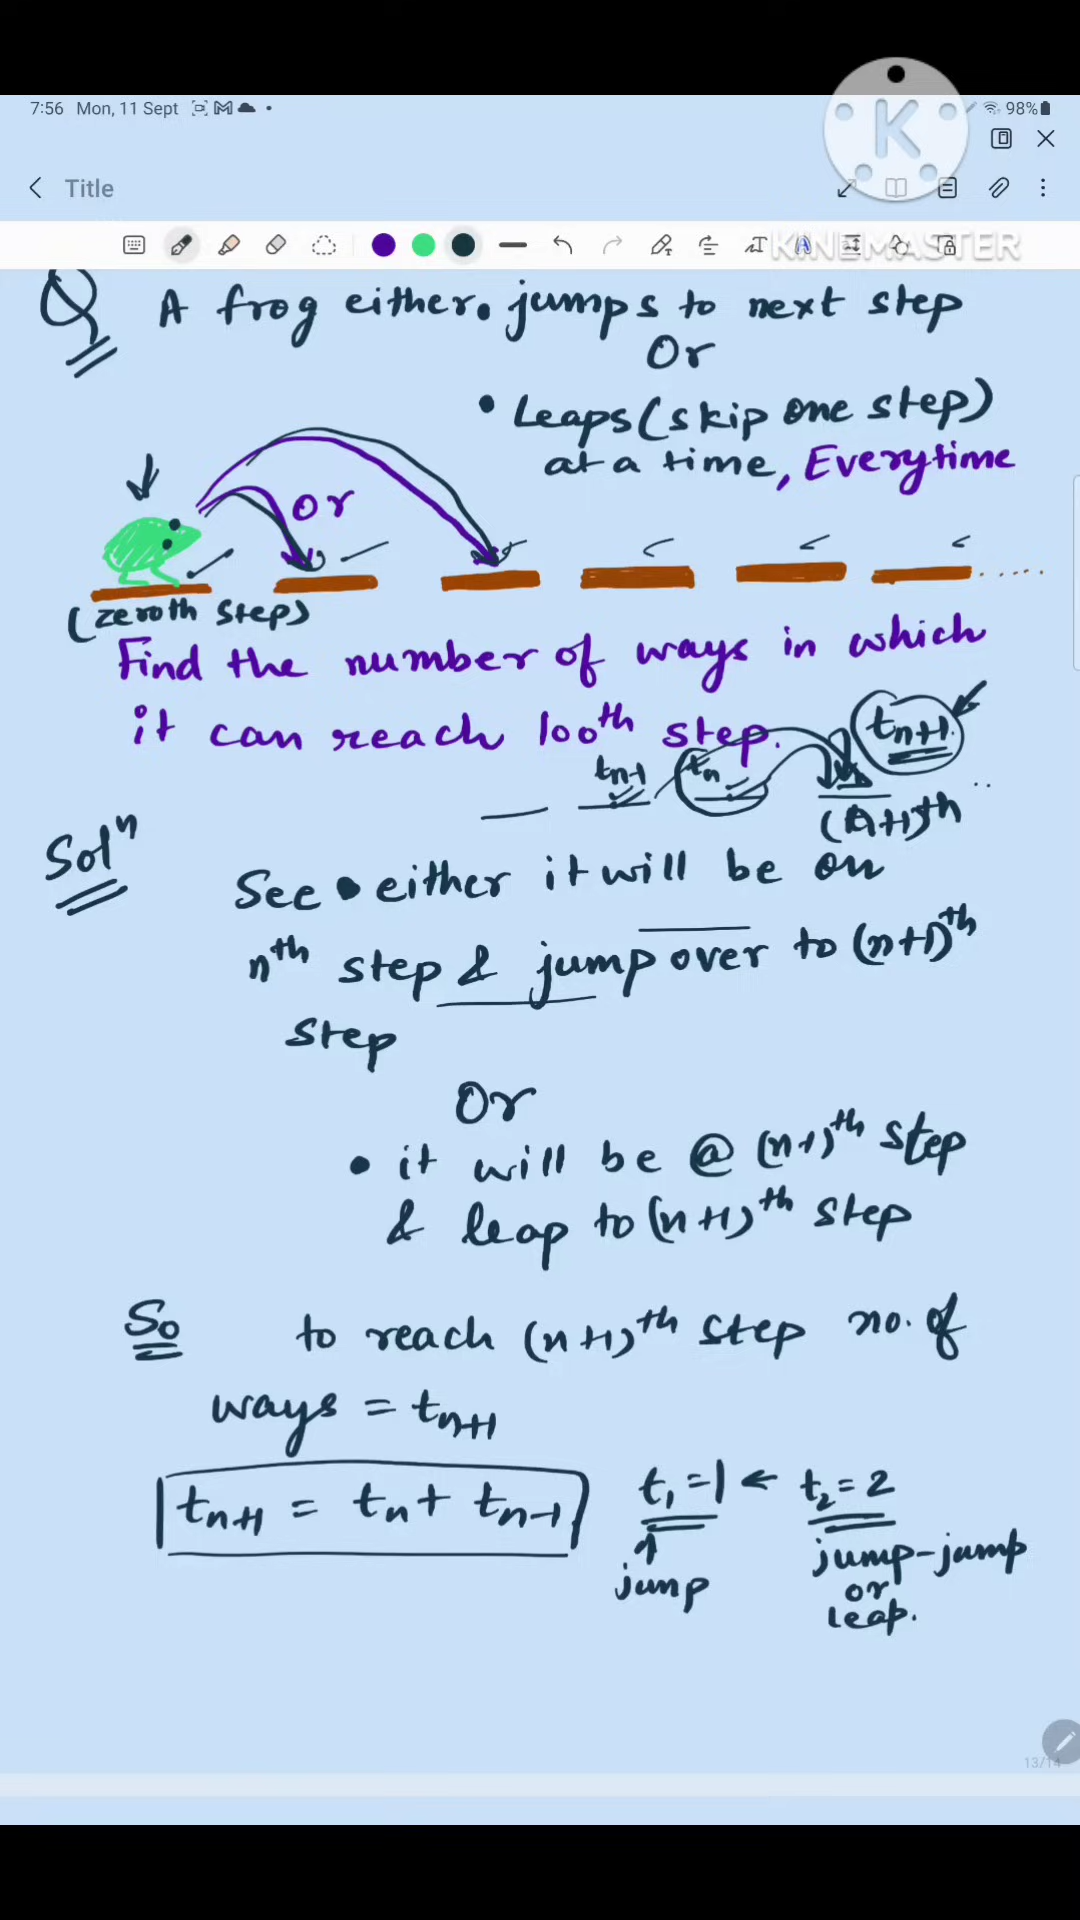 7:56 Mon, 11 Sept 98%
K
Title
KINEMASTER
Q A frog either. jumps to next step
Or
• Leaps (skip one step)
at a time, Everytime
or
(zeroth step)
Find the number of ways in which
it can reach 100th step.
tn-1 tn tn+1
(n+1)th
Solⁿ
See • either it will be on
nth step & jump over to (n+1)th
step
Or
• it will be @ (n-1)th step
& leap to (n+1)th step
So to reach (n+1)th step no. of
ways = tn+1
tn+1 = tn + tn-1 t1=1 ← t2=2
jump jump-jump
or
leap.
13/14